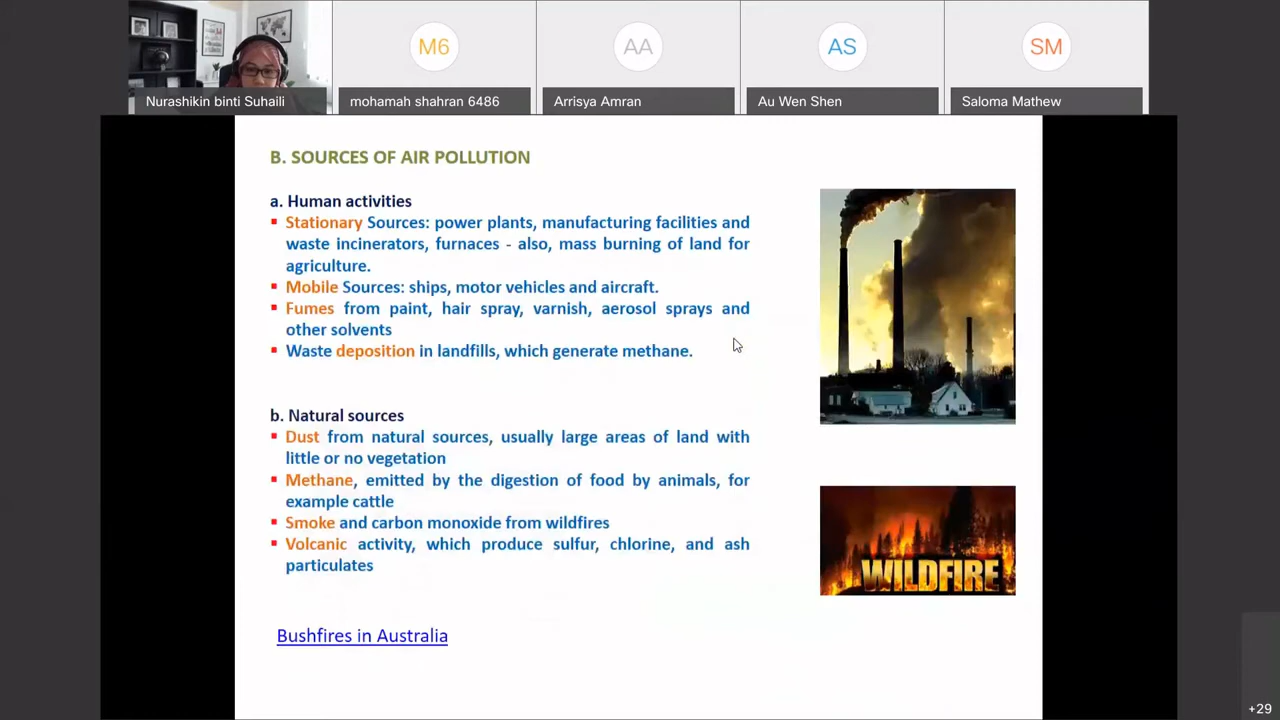 M6
AA
AS
SM
Nurashikin binti Suhaili
mohamah shahran 6486
Arrisya Amran
Au Wen Shen
Saloma Mathew
B. SOURCES OF AIR POLLUTION
a. Human activities
▪ Stationary Sources: power plants, manufacturing facilities and
waste incinerators, furnaces - also, mass burning of land for
agriculture.
▪ Mobile Sources: ships, motor vehicles and aircraft.
▪ Fumes from paint, hair spray, varnish, aerosol sprays and
other solvents
▪ Waste deposition in landfills, which generate methane.
b. Natural sources
▪ Dust from natural sources, usually large areas of land with
little or no vegetation
▪ Methane, emitted by the digestion of food by animals, for
example cattle
▪ Smoke and carbon monoxide from wildfires
▪ Volcanic activity, which produce sulfur, chlorine, and ash
particulates
WILDFIRE
Bushfires in Australia
+29